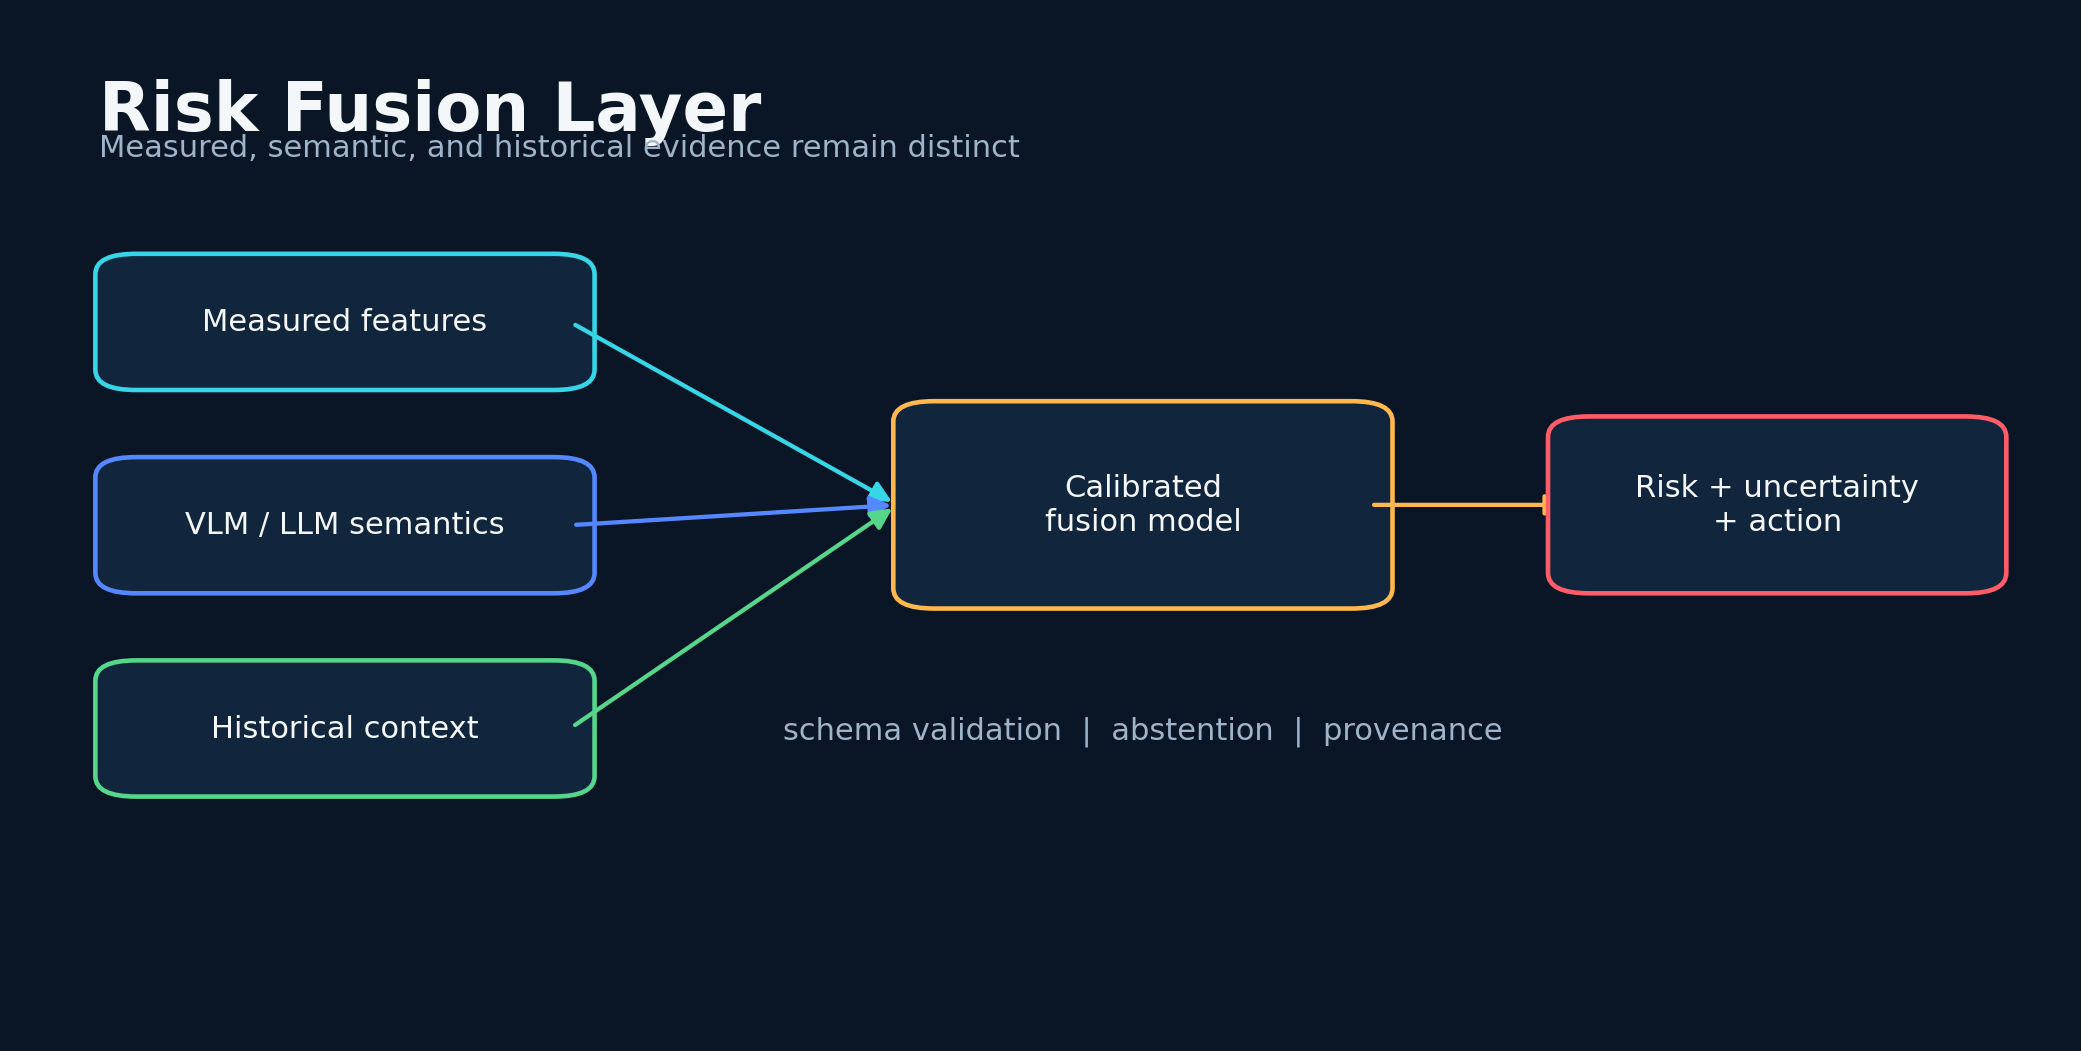 Risk Fusion Layer
Measured, semantic, and historical evidence remain distinct
Measured features
VLM / LLM semantics
Historical context
Calibrated
fusion model
Risk + uncertainty
+ action
schema validation | abstention | provenance